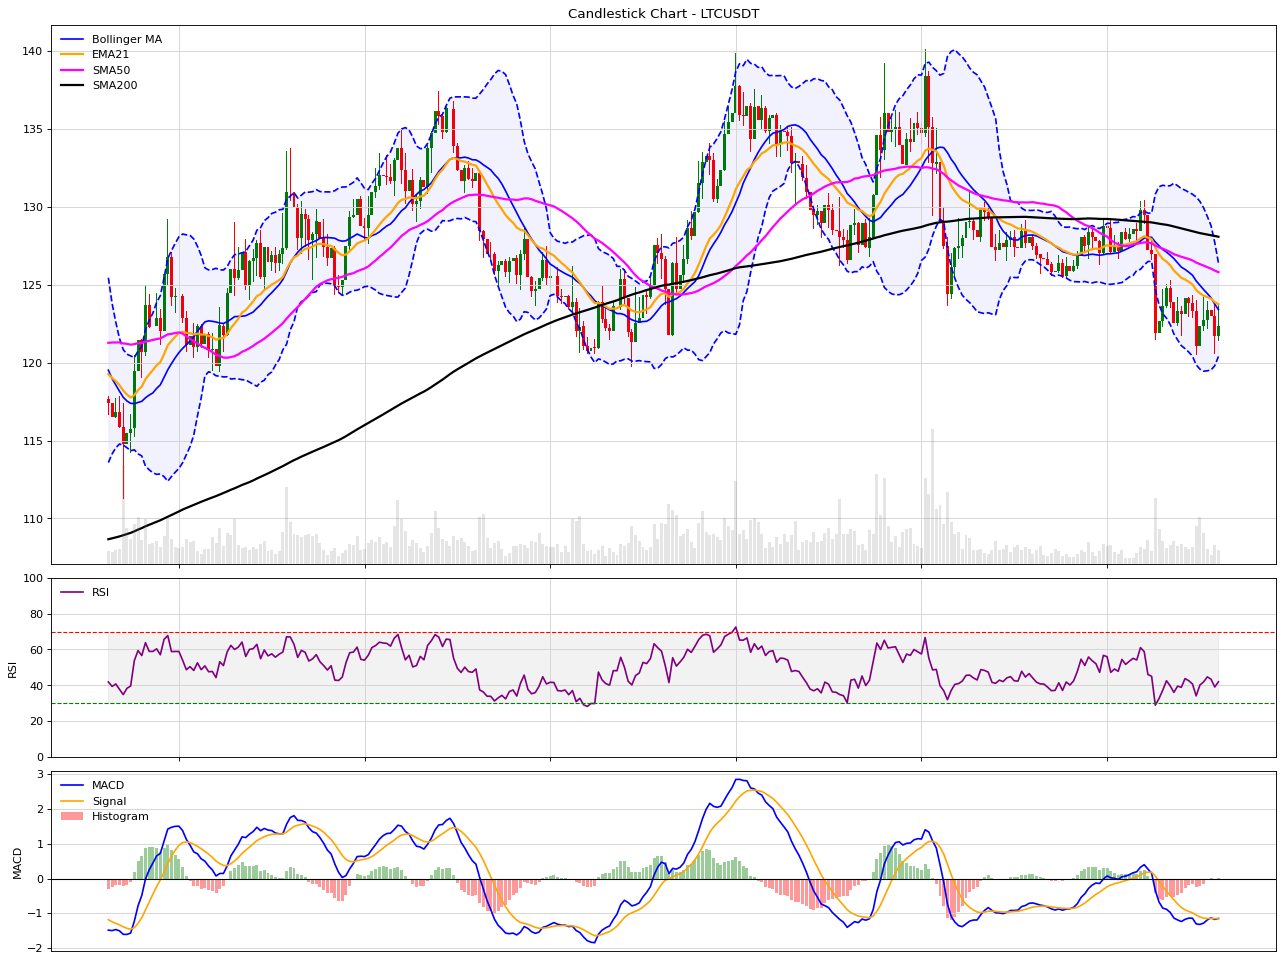 Candlestick Chart - LTCUSDT
Bollinger MA
EMA21
SMA50
SMA200
140
135
130
125
120
115
110
RSI
100
80
60
40
20
0
RSI
MACD
Signal
Histogram
3
2
1
0
−1
−2
MACD